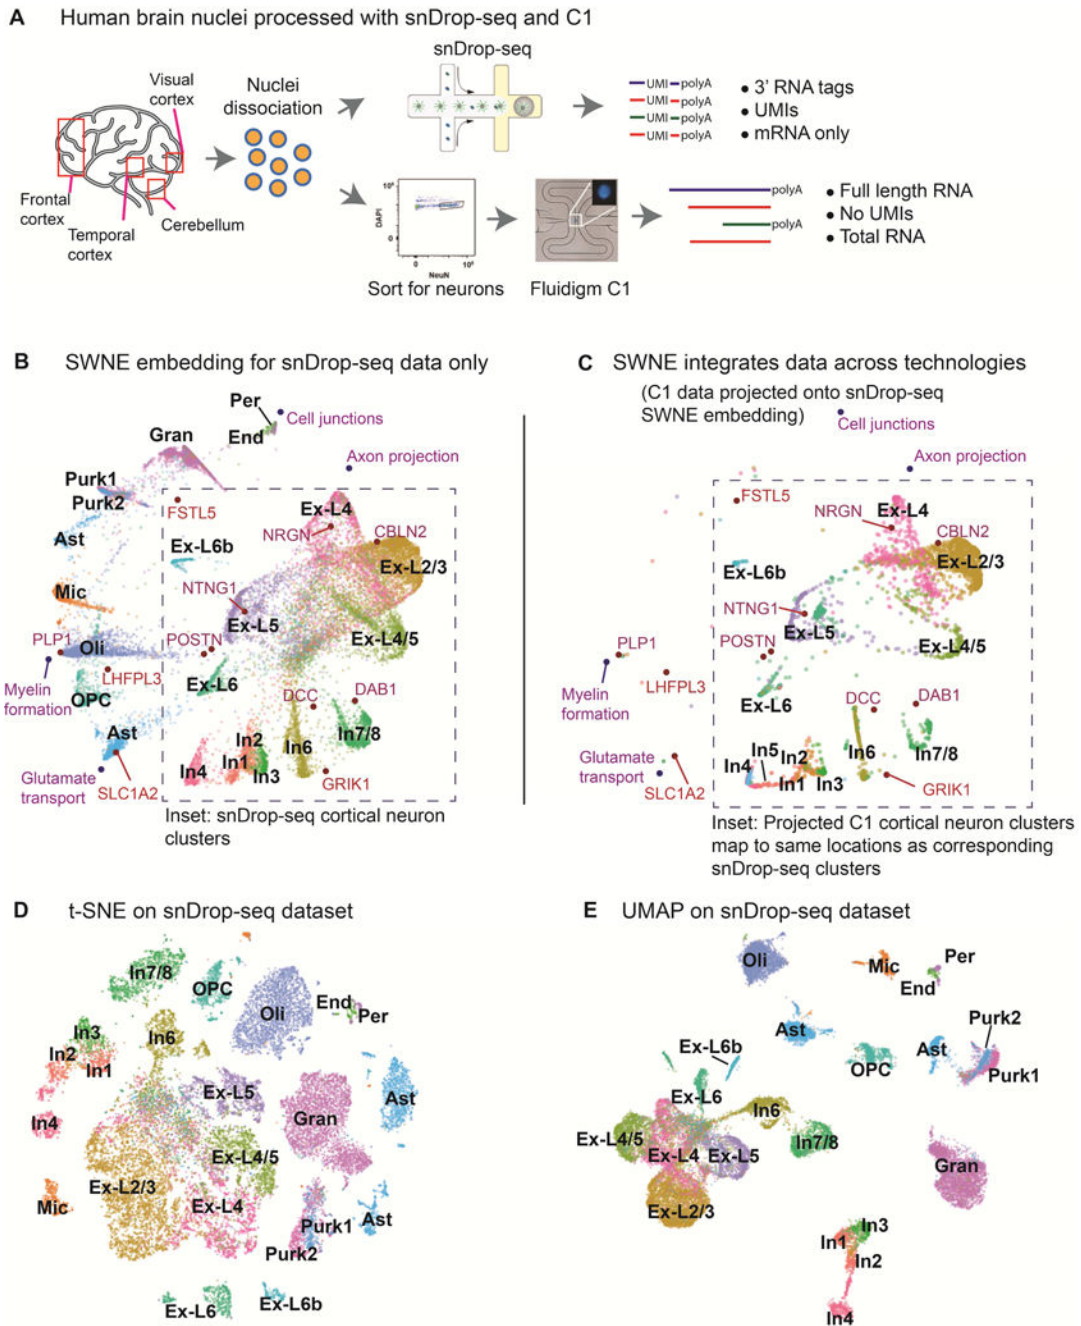 A Human brain nuclei processed with snDrop-seq and C1
snDrop-seq
Visual
cortex
Nuclei
dissociation
Frontal
cortex
Temporal
cortex
Cerebellum
UMI polyA
UMI polyA
UMI polyA
UMI polyA
• 3' RNA tags
• UMIs
• mRNA only
DAPI
0
0
NeuN
Sort for neurons
Fluidigm C1
polyA
polyA
• Full length RNA
• No UMIs
• Total RNA
B SWNE embedding for snDrop-seq data only
Per
End
Cell junctions
Gran
Axon projection
Purk1
Purk2
FSTL5
Ex-L4
NRGN
CBLN2
Ast
Ex-L6b
Ex-L2/3
Mic
NTNG1
Ex-L5
PLP1
Oli
POSTN
Ex-L4/5
LHFPL3
Myelin
formation
OPC
Ex-L6
DCC
DAB1
Ast
In2
In6
In7/8
In4
In1
In3
Glutamate
transport
SLC1A2
GRIK1
Inset: snDrop-seq cortical neuron
clusters
C SWNE integrates data across technologies
(C1 data projected onto snDrop-seq
SWNE embedding)
Cell junctions
Axon projection
FSTL5
NRGN
Ex-L4
CBLN2
Ex-L6b
Ex-L2/3
NTNG1
Ex-L5
PLP1
POSTN
Ex-L4/5
LHFPL3
Myelin
formation
Ex-L6
DCC
DAB1
In5
In2
In6
In7/8
In4
In1
In3
Glutamate
transport
SLC1A2
GRIK1
Inset: Projected C1 cortical neuron clusters
map to same locations as corresponding
snDrop-seq clusters
D t-SNE on snDrop-seq dataset
In7/8
OPC
Oli
End
Per
In3
In2
In1
In6
Ex-L5
Ast
In4
Gran
Ex-L4/5
Ex-L2/3
Mic
Ex-L4
Purk1
Ast
Purk2
Ex-L6
Ex-L6b
E UMAP on snDrop-seq dataset
Oli
Mic
Per
End
Purk2
Ast
Ex-L6b
Ast
OPC
Purk1
Ex-L6
In6
Ex-L4/5
Ex-L4
Ex-L5
In7/8
Gran
Ex-L2/3
In3
In1
In2
In4